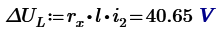 ΔU_L := r_x · l · i_2 = 40.65 V